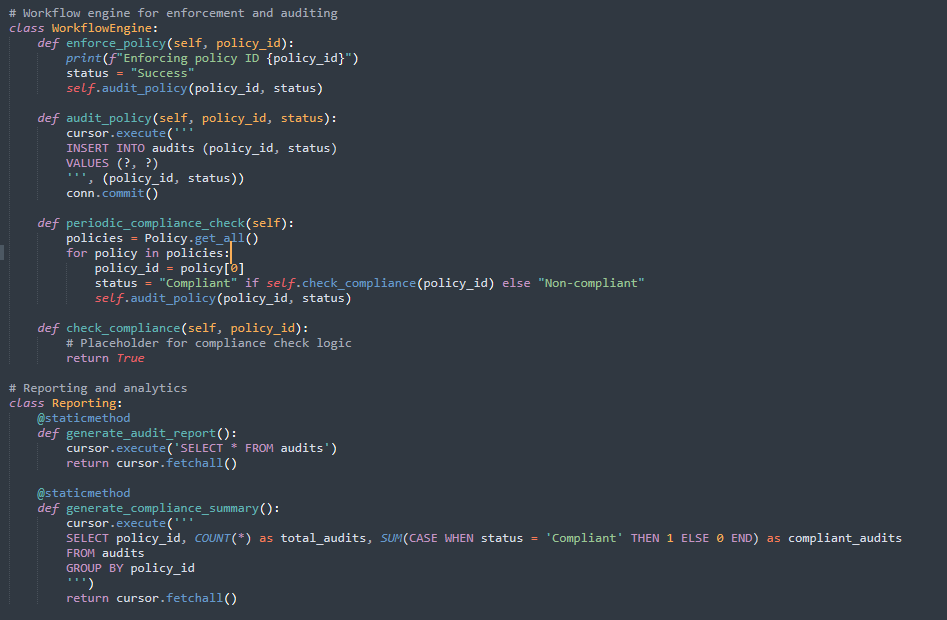 # Workflow engine for enforcement and auditing
class WorkflowEngine:
    def enforce_policy(self, policy_id):
        print(f"Enforcing policy ID {policy_id}")
        status = "Success"
        self.audit_policy(policy_id, status)

    def audit_policy(self, policy_id, status):
        cursor.execute('''
        INSERT INTO audits (policy_id, status)
        VALUES (?, ?)
        ''', (policy_id, status))
        conn.commit()

    def periodic_compliance_check(self):
        policies = Policy.get_all()
        for policy in policies:
            policy_id = policy[0]
            status = "Compliant" if self.check_compliance(policy_id) else "Non-compliant"
            self.audit_policy(policy_id, status)

    def check_compliance(self, policy_id):
        # Placeholder for compliance check logic
        return True

# Reporting and analytics
class Reporting:
    @staticmethod
    def generate_audit_report():
        cursor.execute('SELECT * FROM audits')
        return cursor.fetchall()

    @staticmethod
    def generate_compliance_summary():
        cursor.execute('''
        SELECT policy_id, COUNT(*) as total_audits, SUM(CASE WHEN status = 'Compliant' THEN 1 ELSE 0 END) as compliant_audits
        FROM audits
        GROUP BY policy_id
        ''')
        return cursor.fetchall()